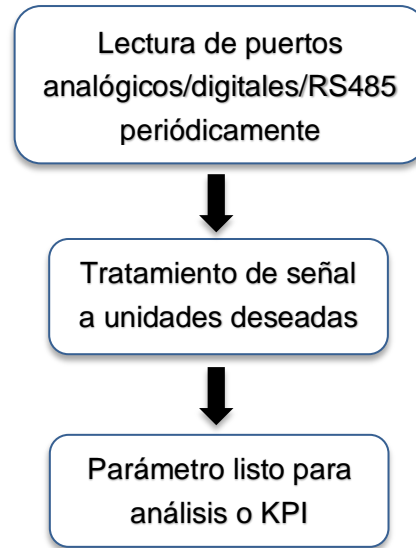 Lectura de puertos
analógicos/digitales/RS485
periódicamente
Tratamiento de señal
a unidades deseadas
Parámetro listo para
análisis o KPI